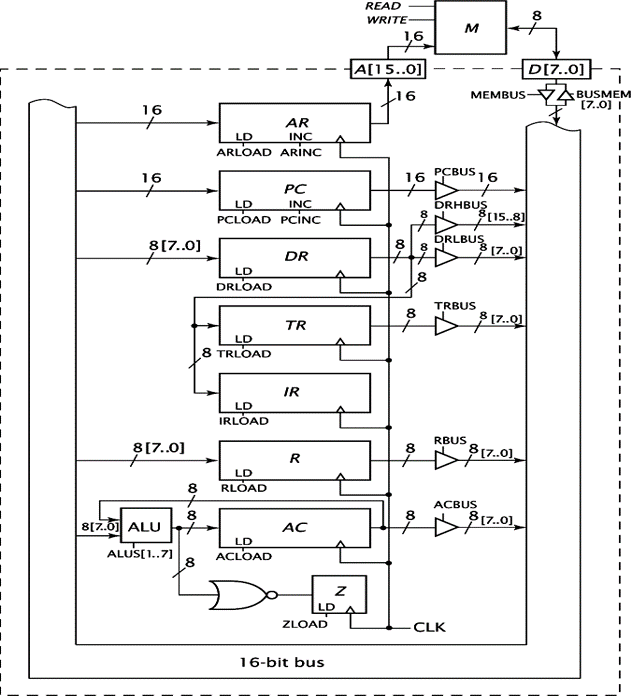 READ
WRITE
M
8
16
A[15..0]
D[7..0]
16
MEMBUS
BUSMEM
[7..0]
16
AR
LD INC
ARLOAD ARINC
16
PC
16
PCBUS
16
LD INC
PCLOAD PCINC
DRHBUS
8
8 [15..8]
8[7..0]
DR
8
DRLBUS
8
8 [7..0]
LD
DRLOAD
8
TR
8
TRBUS
8 [7..0]
LD
TRLOAD
8
IR
LD
IRLOAD
8[7..0]
R
8
RBUS
8 [7..0]
LD
RLOAD
8
8[7..0]
ALU
8
AC
8
ACBUS
8 [7..0]
ALUS[1..7]
LD
ACLOAD
8
Z
LD
ZLOAD
CLK
16-bit bus